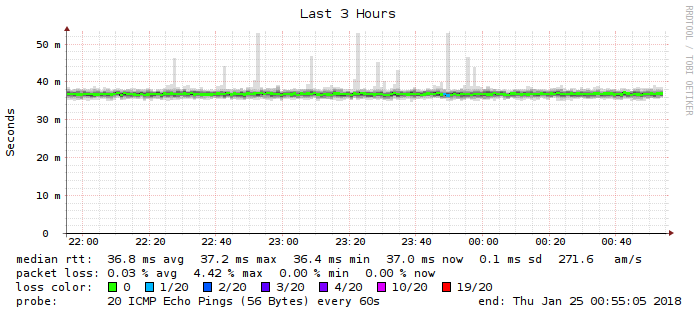 Last 3 Hours
RRDTOOL / TOBI OETIKER
Seconds
50 m
40 m
30 m
20 m
10 m
0
22:00 22:20 22:40 23:00 23:20 23:40 00:00 00:20 00:40
median rtt: 36.8 ms avg 37.2 ms max 36.4 ms min 37.0 ms now 0.1 ms sd 271.6 am/s
packet loss: 0.03 % avg 4.42 % max 0.00 % min 0.00 % now
loss color: 0 1/20 2/20 3/20 4/20 10/20 19/20
probe: 20 ICMP Echo Pings (56 Bytes) every 60s end: Thu Jan 25 00:55:05 2018